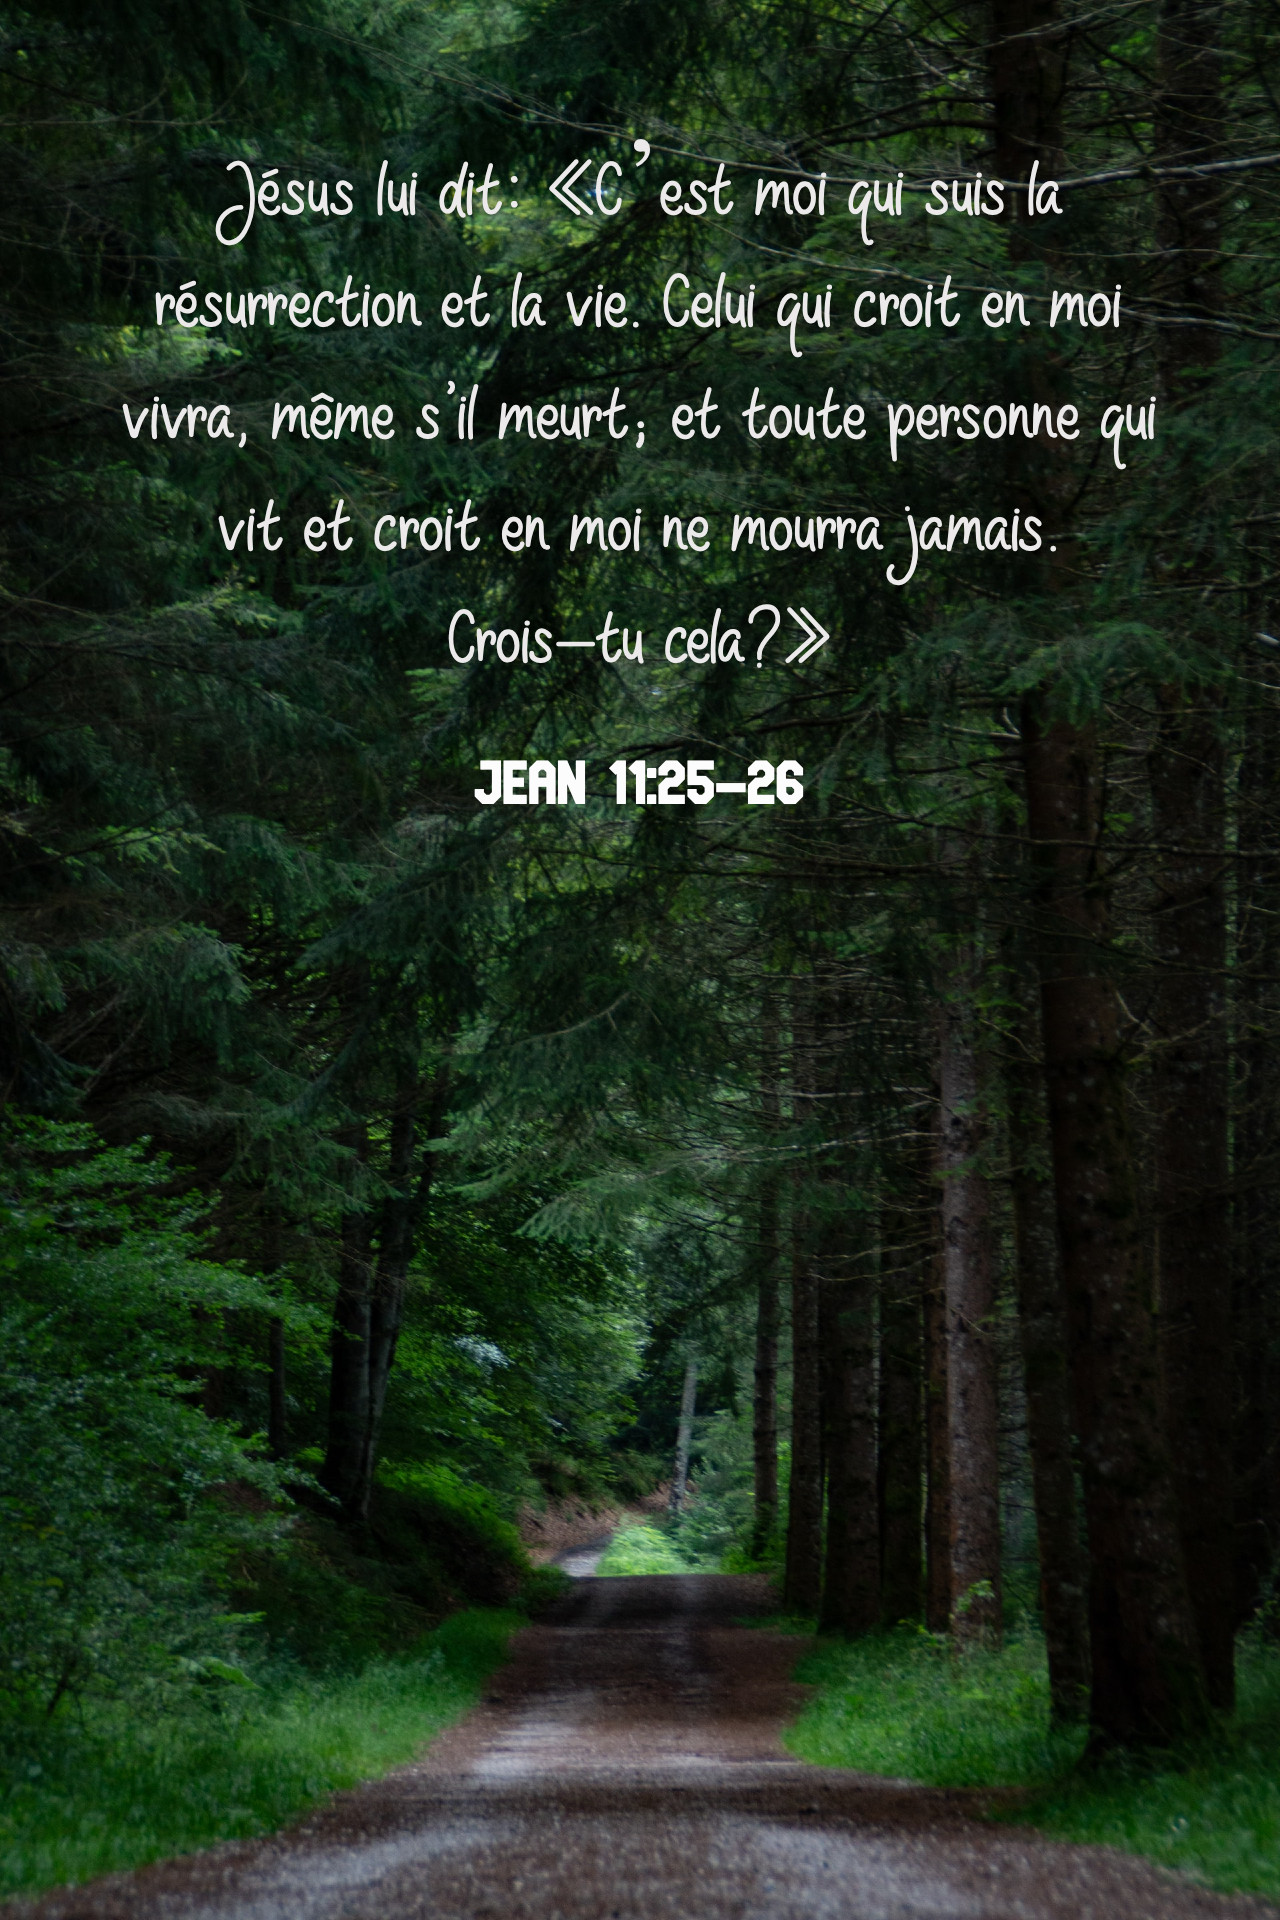 Jésus lui dit: «C’est moi qui suis la
résurrection et la vie. Celui qui croit en moi
vivra, même s’il meurt; et toute personne qui
vit et croit en moi ne mourra jamais.
Crois-tu cela?»
JEAN 11:25-26